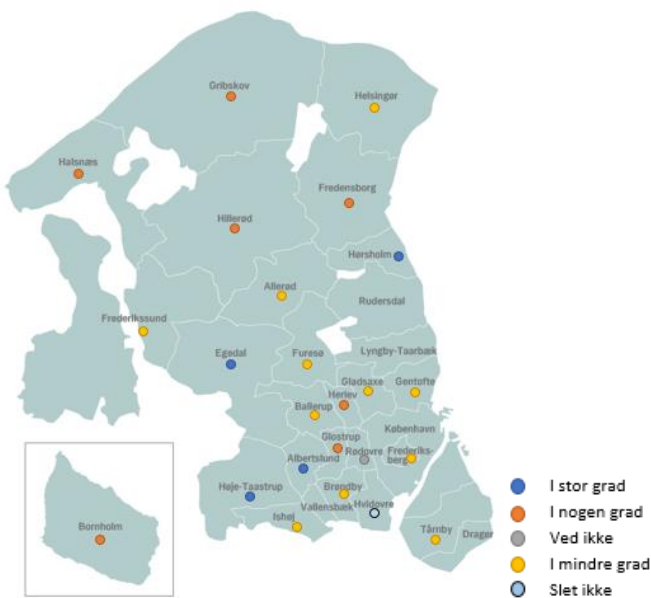 Gribskov
Helsingør
Halsnæs
Fredensborg
Hillerød
Hørsholm
Allerød
Rudersdal
Frederikssund
Egedal
Furesø
Lyngby-Taarbæk
Gladsaxe
Gentofte
Herlev
Ballerup
København
Glostrup
Rødovre
Frederiks-
berg
Albertslund
Høje-Taastrup
Brøndby
Vallensbæk
Hvidovre
Ishøj
Tårnby
Dragør
Bornholm
I stor grad
I nogen grad
Ved ikke
I mindre grad
Slet ikke